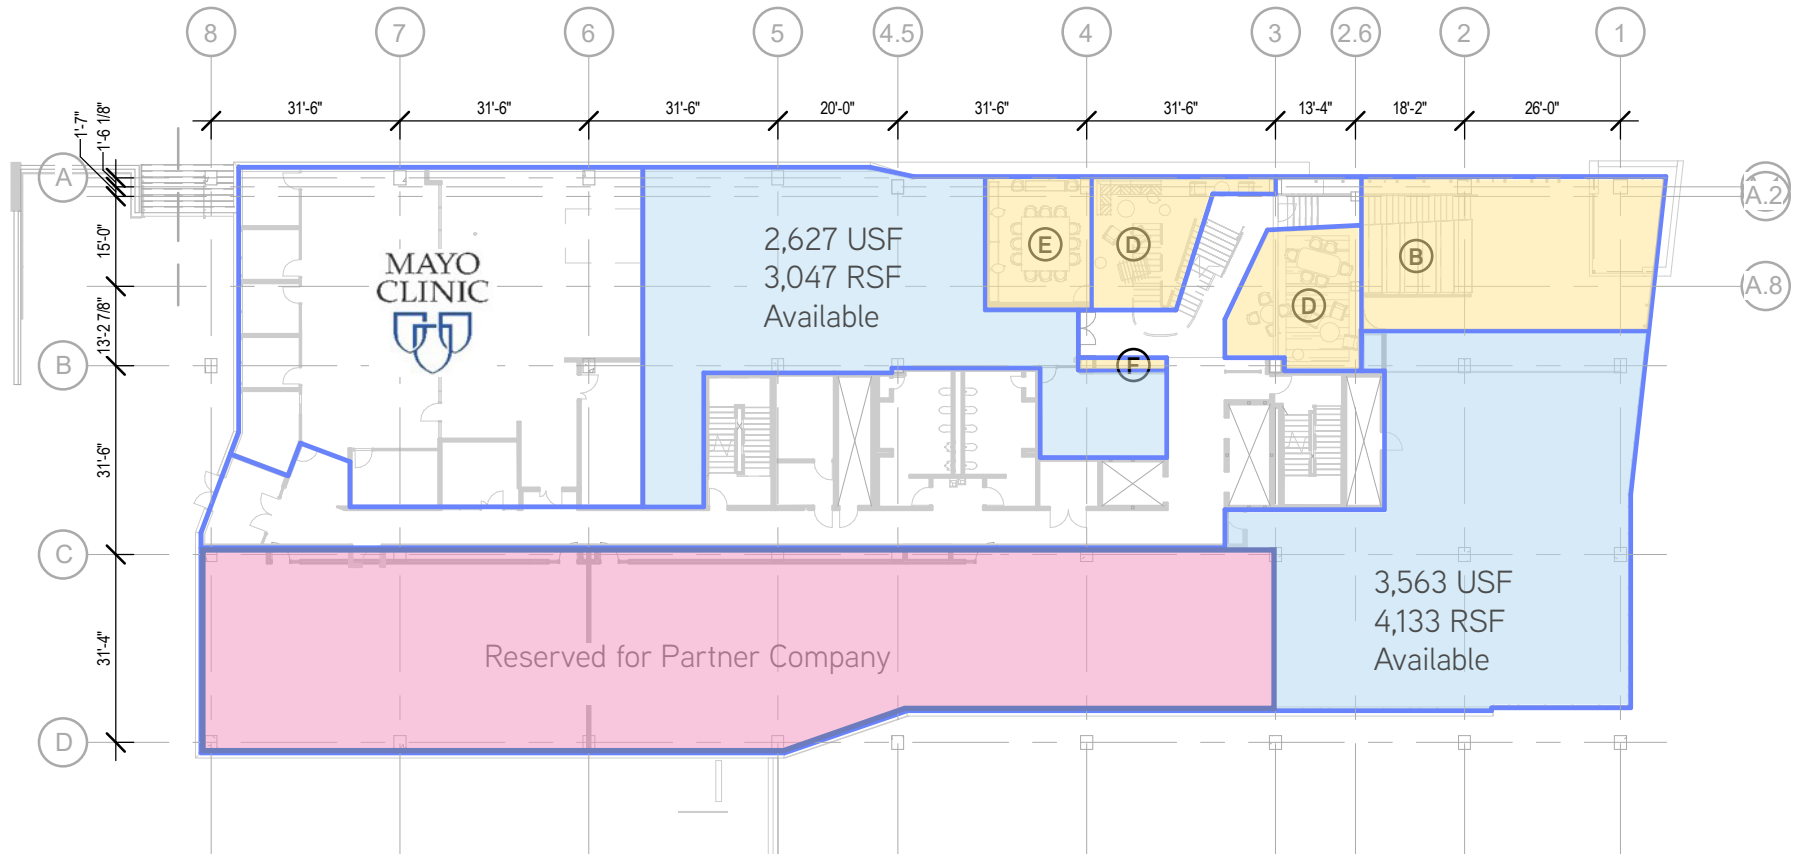 8 7 6 5 4.5 4 3 2.6 2 1
31'-6" 31'-6" 31'-6" 20'-0" 31'-6" 31'-6" 13'-4" 18'-2" 26'-0"
1'-7"
1'-6 1/8"
A
A.2
15'-0"
A.8
13'-2 7/8"
B
31'-6"
C
31'-4"
D
MAYO
CLINIC
2,627 USF
3,047 RSF
Available
E
D
B
D
F
3,563 USF
4,133 RSF
Available
Reserved for Partner Company